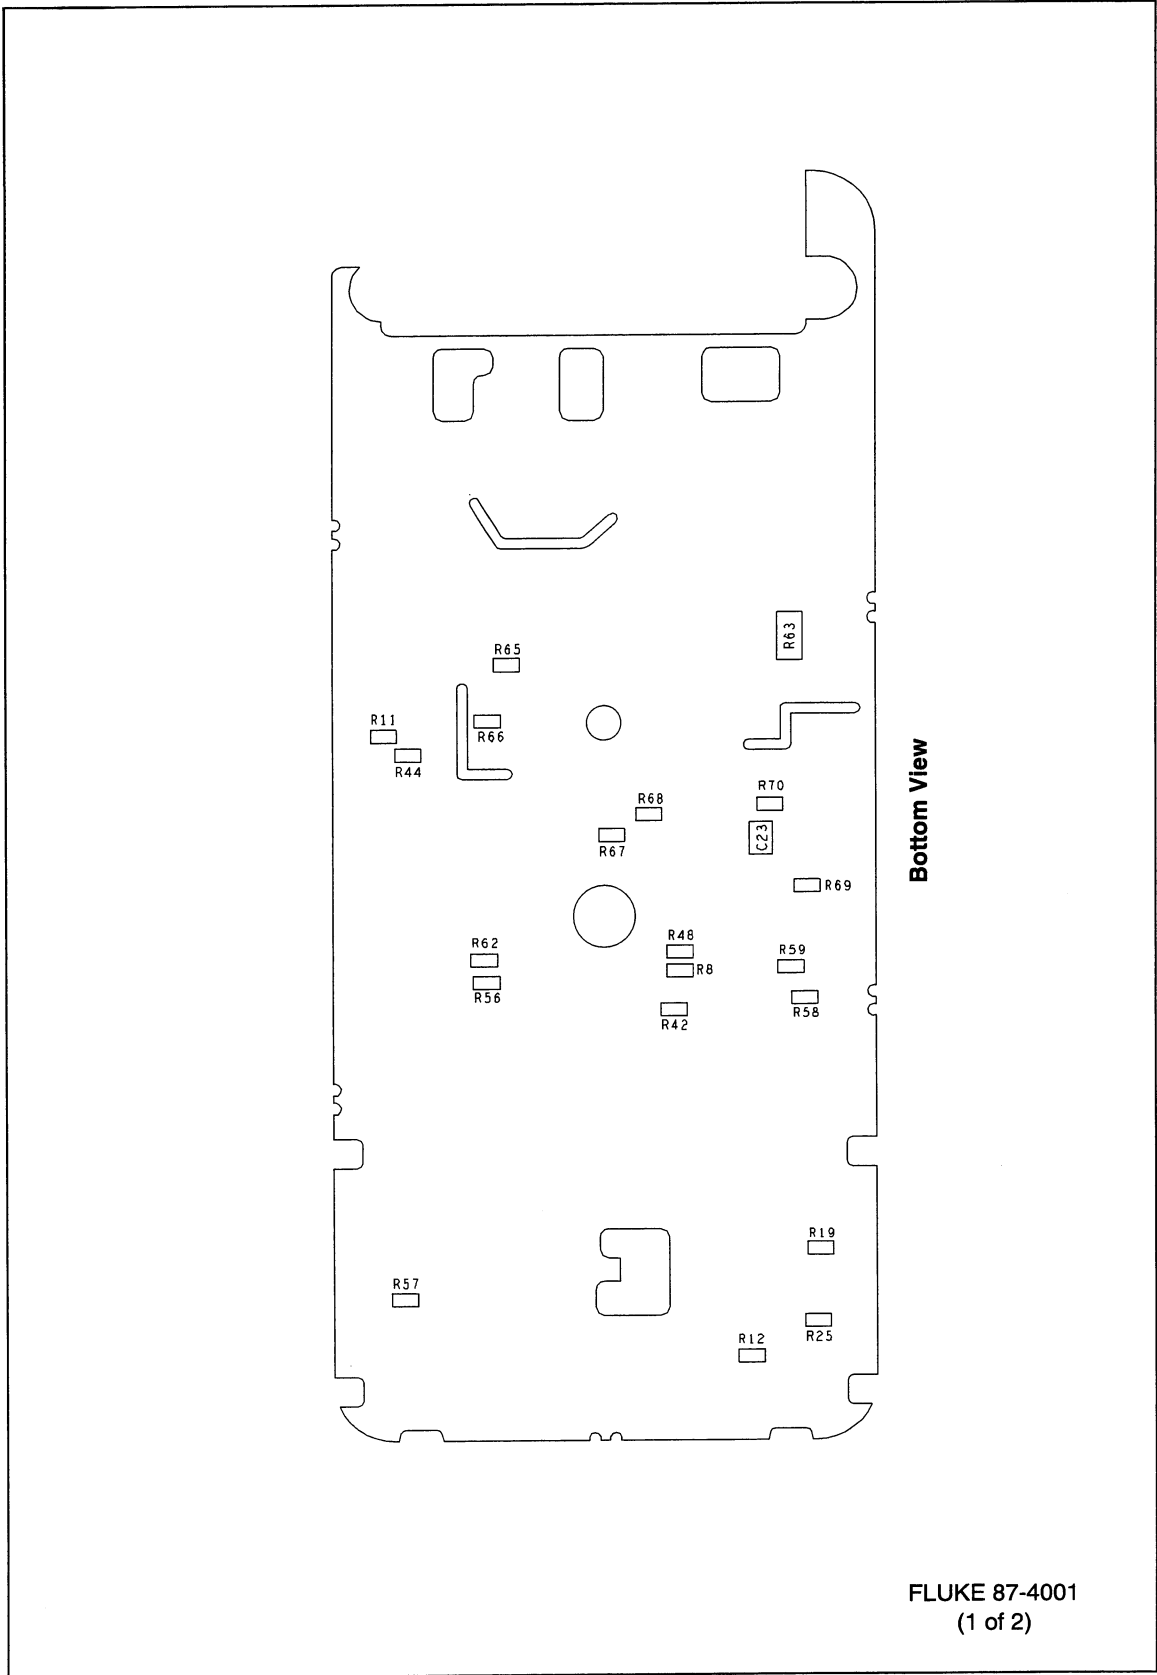 R63
R65
R11
R66
R44
R70
R68
C23
R67
Bottom View
R69
R48
R62
R59
R8
R56
R58
R42
R19
R57
R25
R12
FLUKE 87-4001
(1 of 2)